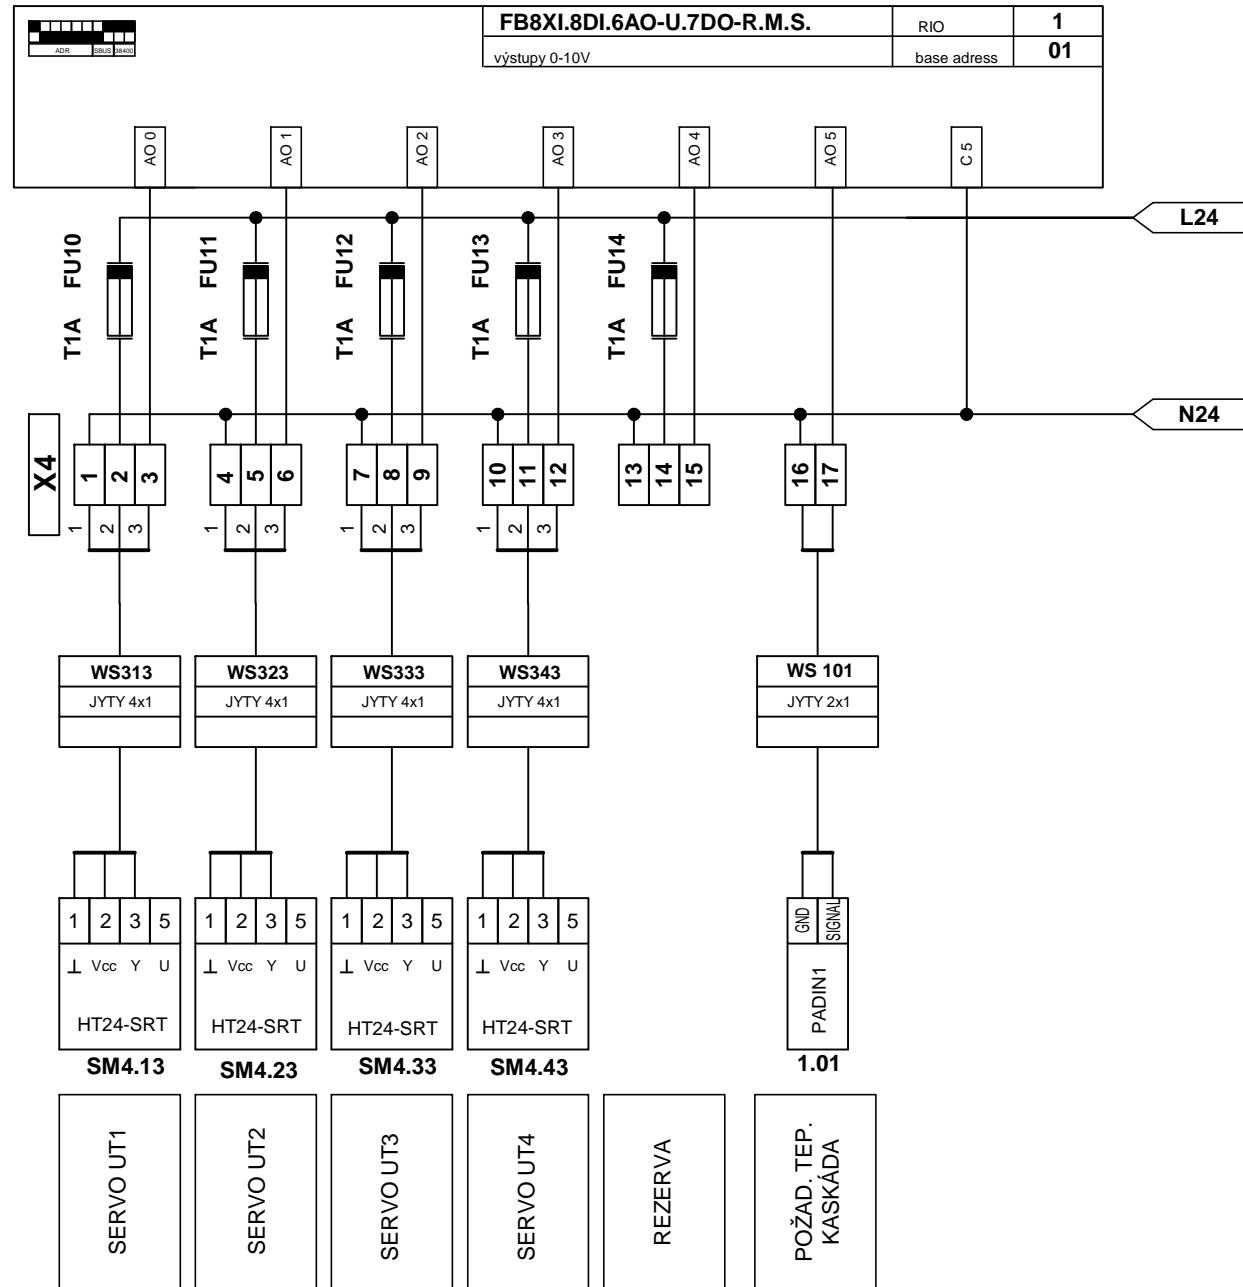 FB8XI.8DI.6AO-U.7DO-R.M.S. RIO 1
výstupy 0-10V base adress 01
ADR SBUS 38400
AO 0 AO 1 AO 2 AO 3 AO 4 AO 5 C 5
L24
FU10 FU11 FU12 FU13 FU14
T1A T1A T1A T1A T1A
N24
X4
1 2 3 4 5 6 7 8 9 10 11 12 13 14 15 16 17
1 2 3 1 2 3 1 2 3 1 2 3
WS313 WS323 WS333 WS343 WS 101
JYTY 4x1 JYTY 4x1 JYTY 4x1 JYTY 4x1 JYTY 2x1
1 2 3 5 1 2 3 5 1 2 3 5 1 2 3 5 GND SIGNAL
⊥ Vcc Y U ⊥ Vcc Y U ⊥ Vcc Y U ⊥ Vcc Y U
HT24-SRT HT24-SRT HT24-SRT HT24-SRT PADIN1
SM4.13 SM4.23 SM4.33 SM4.43 1.01
SERVO UT1
SERVO UT2
SERVO UT3
SERVO UT4
REZERVA
POŽAD. TEP.
KASKÁDA